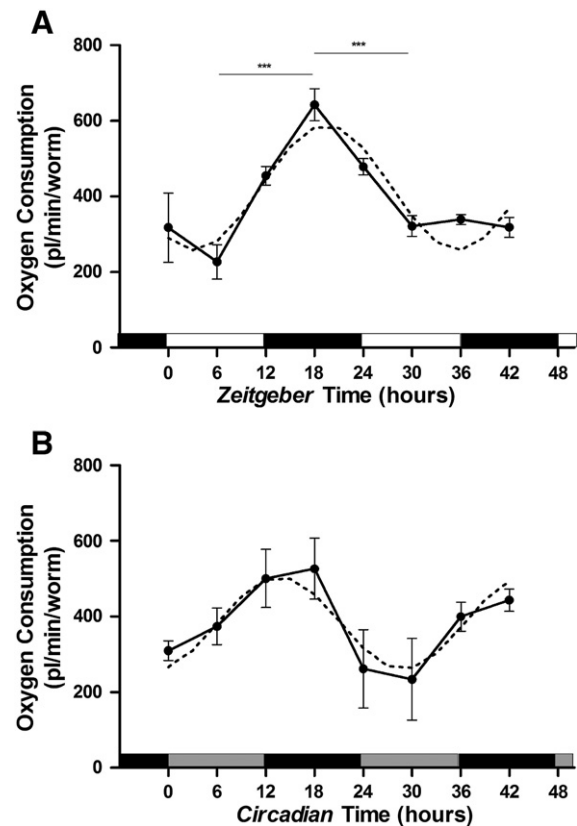 A
***
***
800
600
400
200
0
Oxygen Consumption
(pl/min/worm)
0 6 12 18 24 30 36 42 48
Zeitgeber Time (hours)
B
800
600
400
200
0
Oxygen Consumption
(pl/min/worm)
0 6 12 18 24 30 36 42 48
Circadian Time (hours)